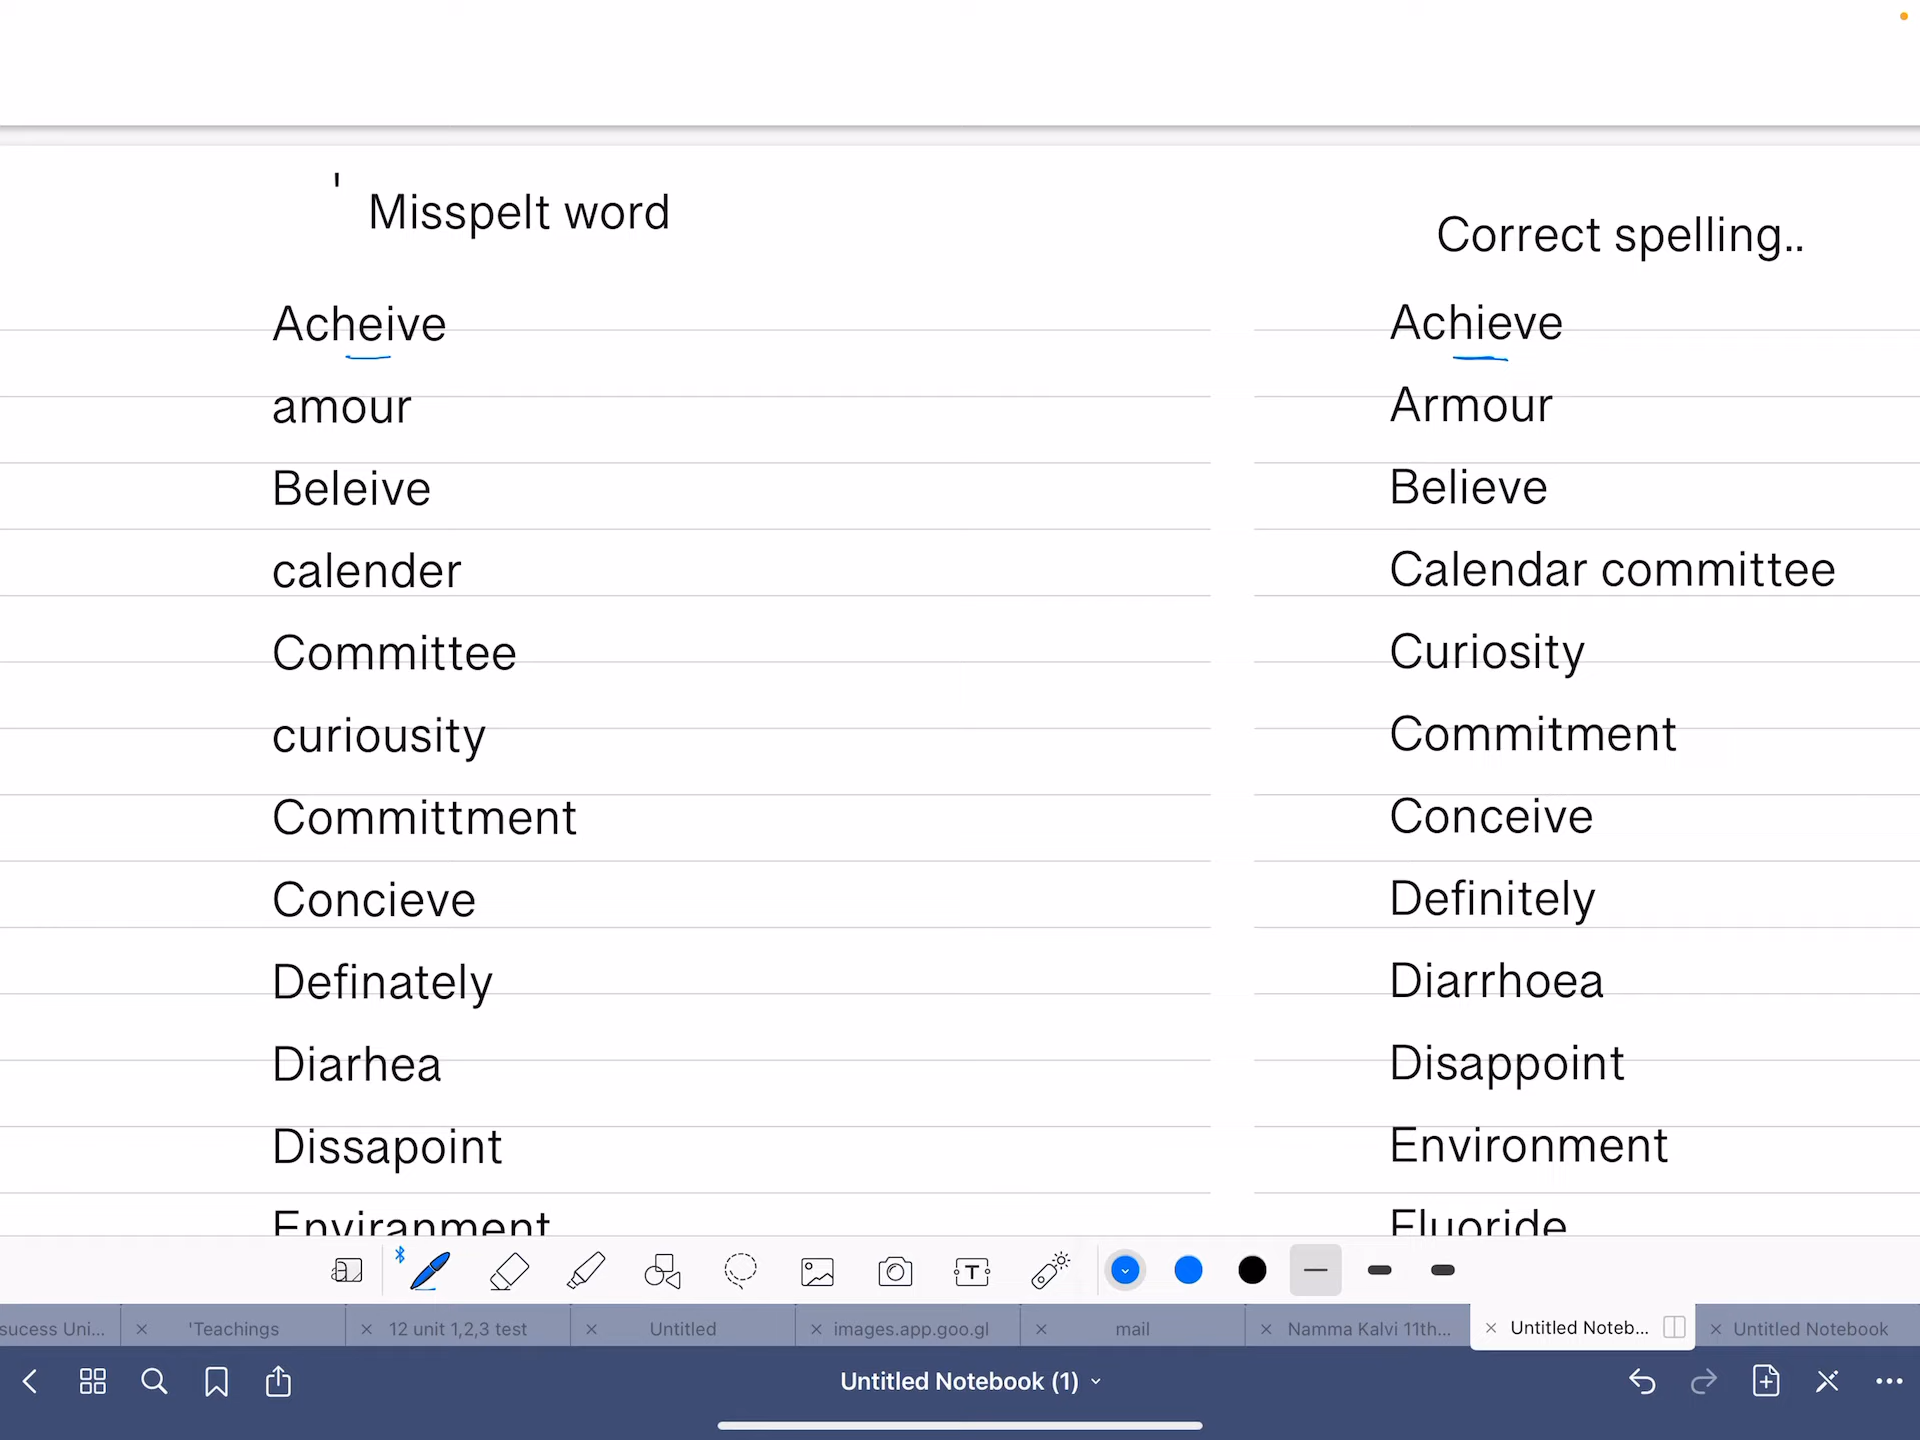 Misspelt word
Correct spelling..
Acheive
Achieve
amour
Armour
Beleive
Believe
calender
Calendar committee
Committee
Curiosity
curiousity
Commitment
Committment
Conceive
Concieve
Definitely
Definately
Diarrhoea
Diarhea
Disappoint
Dissapoint
Environment
Enviranment
Fluoride
sucess Uni...
'Teachings
12 unit 1,2,3 test
Untitled
images.app.goo.gl
mail
Namma Kalvi 11th...
Untitled Noteb...
Untitled Notebook
Untitled Notebook (1)